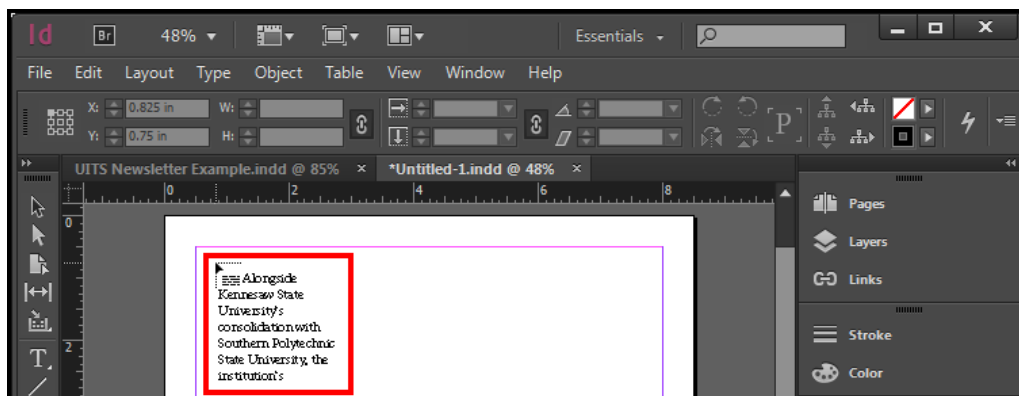 Id Br 48% Essentials
File Edit Layout Type Object Table View Window Help
X: 0.825 in W:
Y: 0.75 in H:
P
UITS Newsletter Example.indd @ 85% × *Untitled-1.indd @ 48% ×
0 2 4 6 8
0
2
T
Pages
Layers
Links
Stroke
Color
Alongside
Kennesaw State
University's
consolidation with
Southern Polytechnic
State University, the
institution's